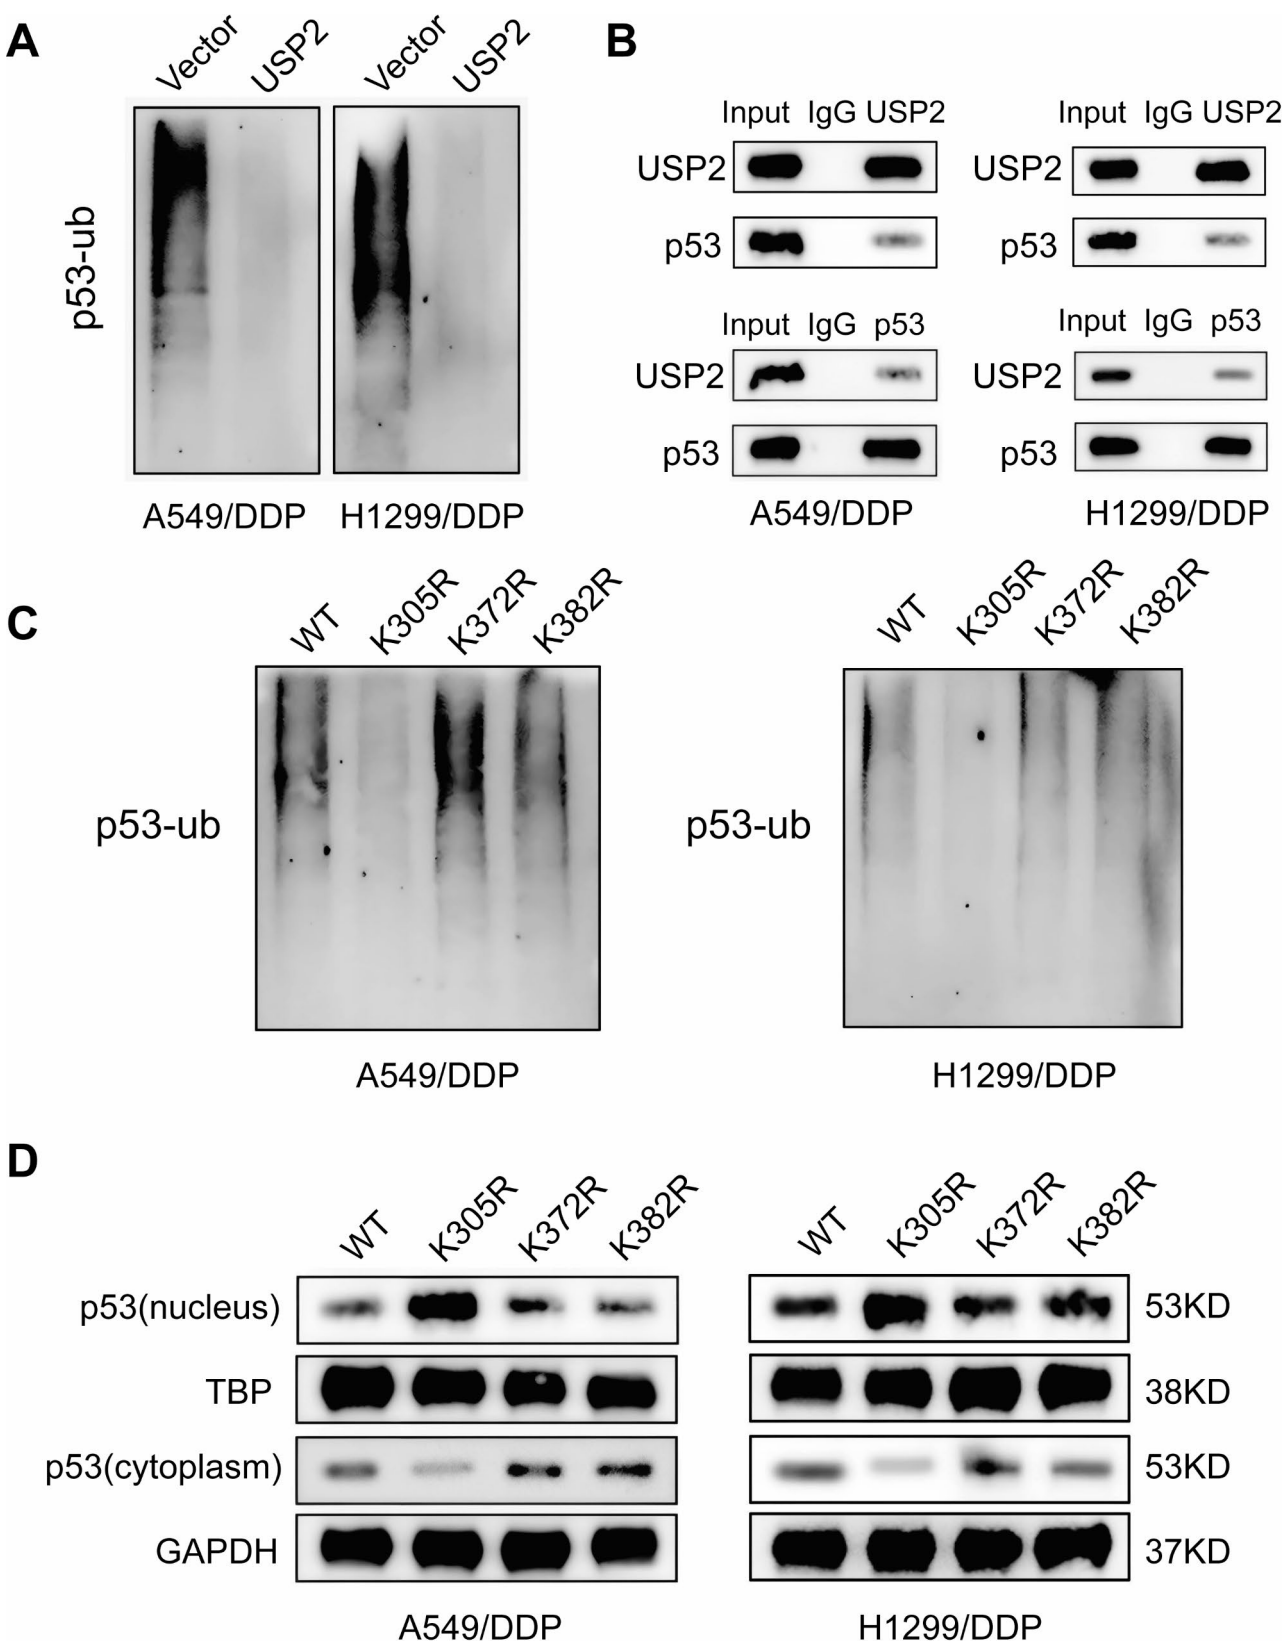 A
Vector USP2 Vector USP2
p53-ub
A549/DDP H1299/DDP
B
Input IgG USP2 Input IgG USP2
USP2 USP2
p53 p53
Input IgG p53 Input IgG p53
USP2 USP2
p53 p53
A549/DDP H1299/DDP
C
WT K305R K372R K382R WT K305R K372R K382R
p53-ub p53-ub
A549/DDP H1299/DDP
D
WT K305R K372R K382R WT K305R K372R K382R
p53(nucleus) 53KD
TBP 38KD
p53(cytoplasm) 53KD
GAPDH 37KD
A549/DDP H1299/DDP